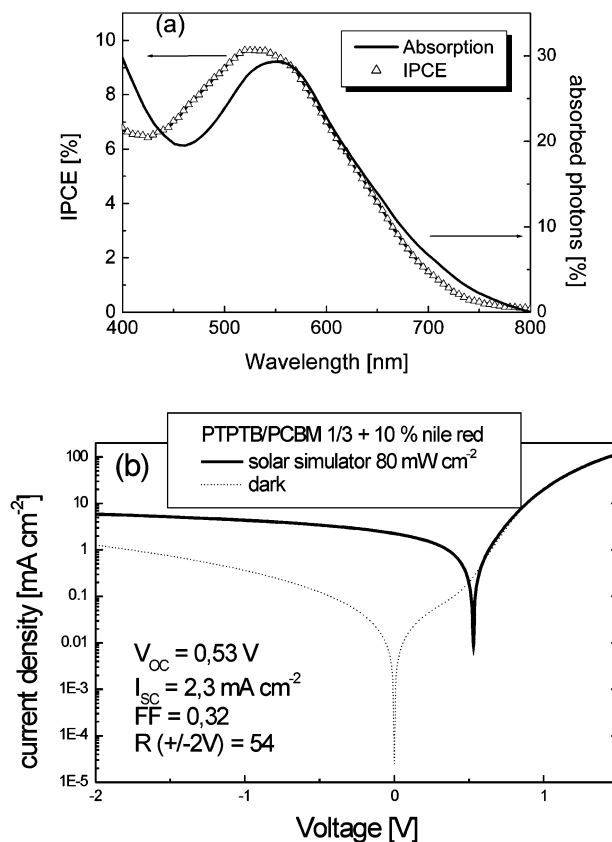 (a)
Absorption
IPCE
IPCE [%]
10
8
6
4
2
0
absorbed photons [%]
30
20
10
0
400 500 600 700 800
Wavelength [nm]
PTPTB/PCBM 1/3 + 10 % nile red
solar simulator 80 mW cm-2
dark
(b)
current density [mA cm-2]
100
10
1
0.1
0.01
1E-3
1E-4
1E-5
VOC = 0,53 V
ISC = 2,3 mA cm-2
FF = 0,32
R (+/-2V) = 54
-2 -1 0 1
Voltage [V]